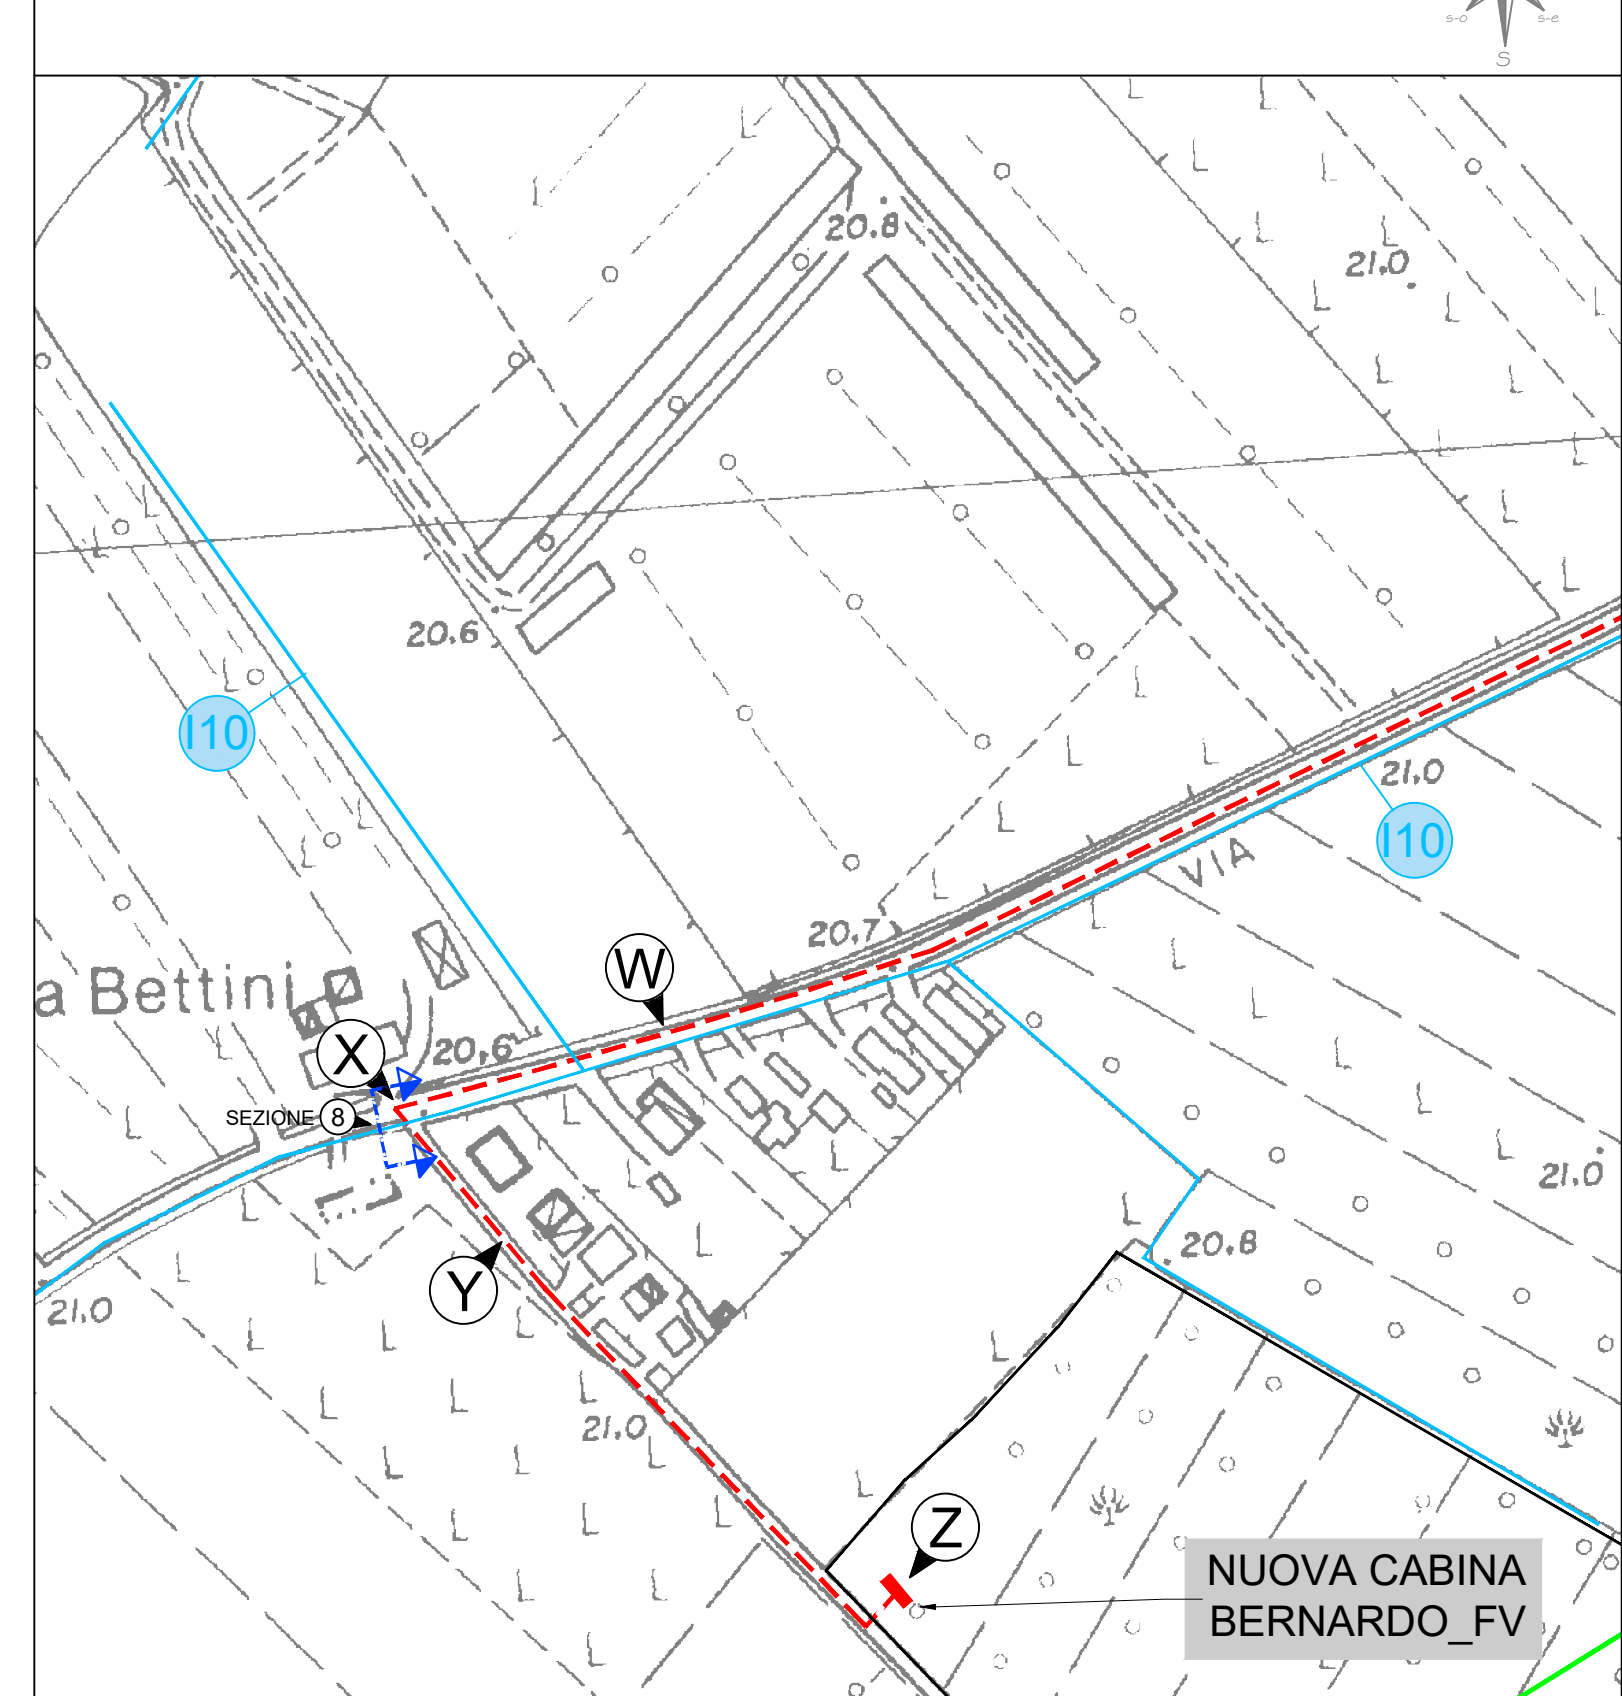 s-o
s-e
S
20.8
21.0
20.6
I10
21.0
I10
VIA
20.7
W
a Bettini
X
20.6
SEZIONE 8
21.0
20.8
Y
21.0
21.0
Z
NUOVA CABINA
BERNARDO_FV